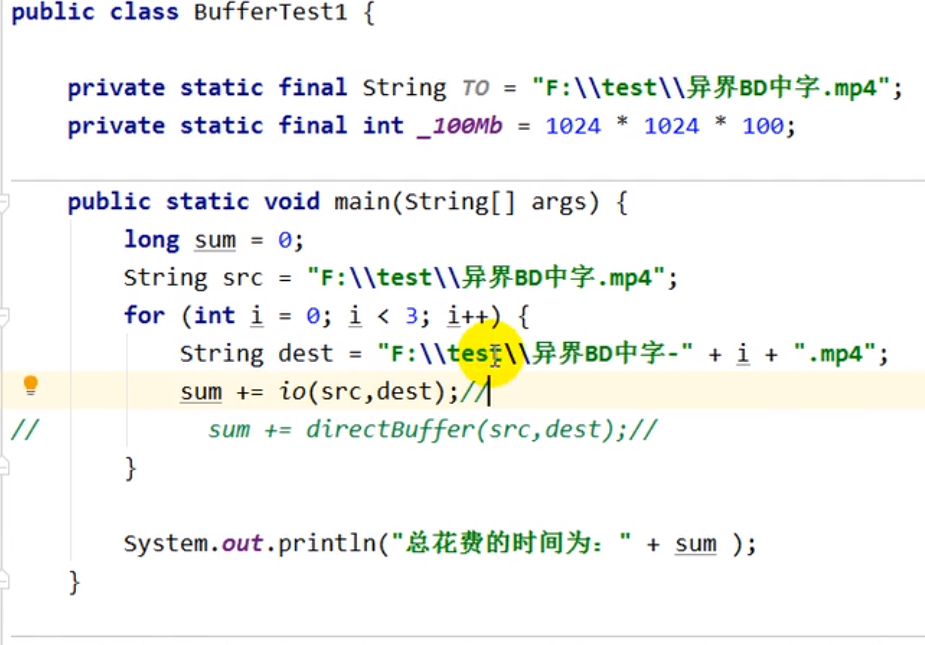 public class BufferTest1 {
private static final String TO = "F:\\test\\异界BD中字.mp4";
private static final int _100Mb = 1024 * 1024 * 100;
public static void main(String[] args) {
long sum = 0;
String src = "F:\\test\\异界BD中字.mp4";
for (int i = 0; i < 3; i++) {
String dest = "F:\\test\\异界BD中字-" + i + ".mp4";
sum += io(src,dest);//
// sum += directBuffer(src,dest);//
}
System.out.println("总花费的时间为：" + sum );
}